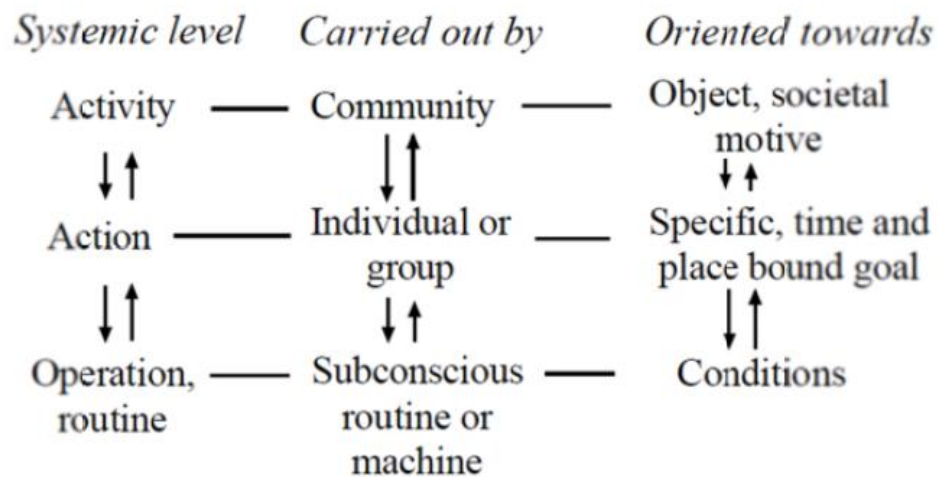 Systemic level Carried out by Oriented towards
Activity Community Object, societal
motive
Action Individual or Specific, time and
group place bound goal
Operation, Subconscious Conditions
routine routine or
machine